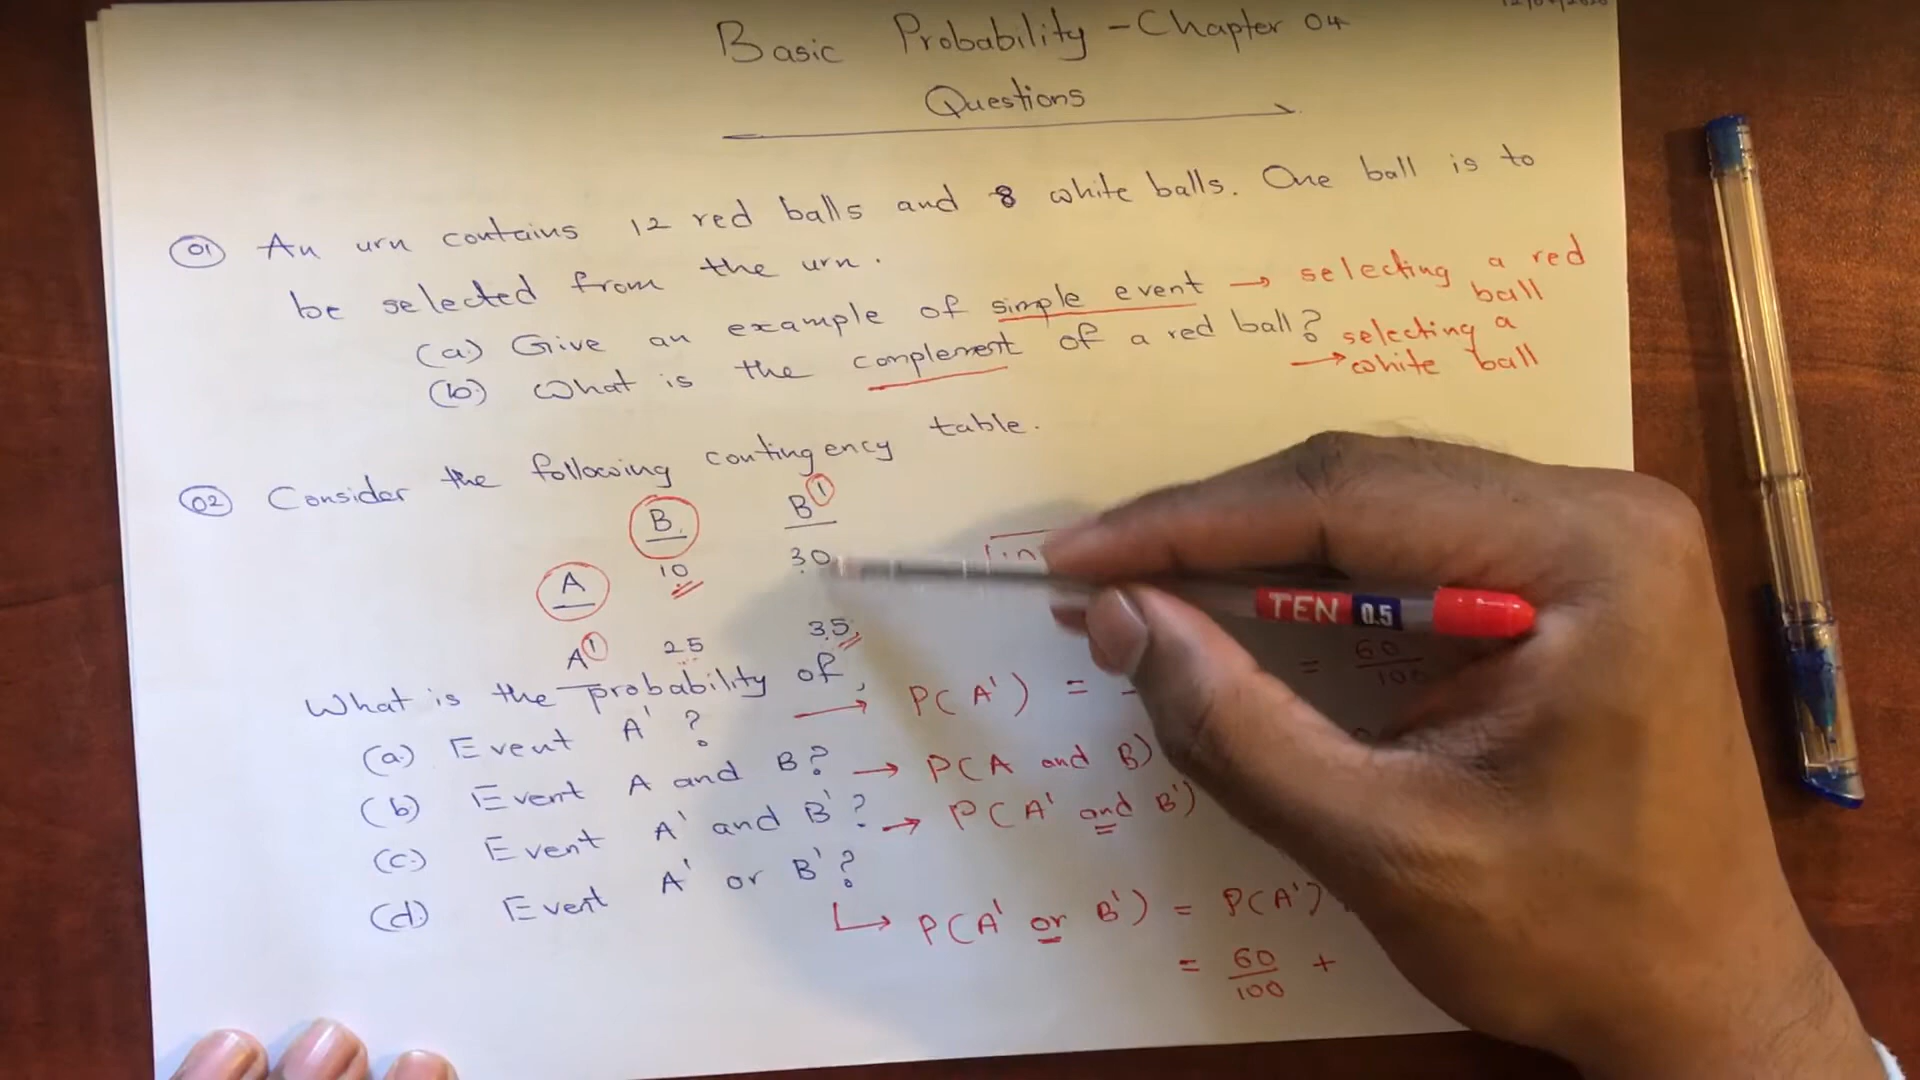 Basic Probability - Chapter 04
Questions
01 An urn contains 12 red balls and 8 white balls. One ball is to
be selected from the urn.
(a) Give an example of simple event → selecting a red
ball
(b) What is the complement of a red ball? → selecting a
white ball
02 Consider the following contingency table.
B B'
A 10 30
A' 25 35
What is the probability of,
(a) Event A' ? → P(A') = = 60/100
(b) Event A and B? → P(A and B)
(c) Event A' and B'? → P(A' and B')
(d) Event A' or B'?
↳ P(A' or B') = P(A')
= 60/100 +
TEN 0.5